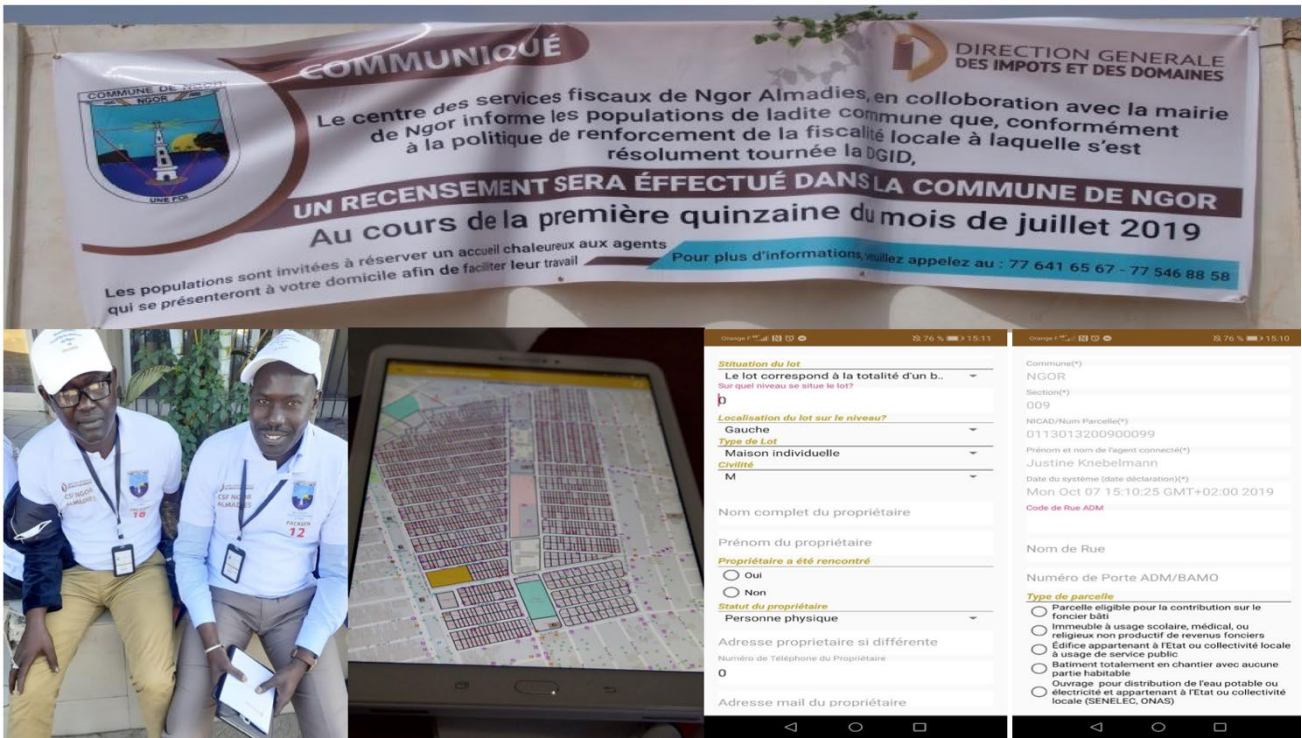 COMMUNIQUÉ
COMMUNE DE NGOR
NGOR
UNE FOI
DIRECTION GENERALE
DES IMPOTS ET DES DOMAINES
Le centre des services fiscaux de Ngor Almadies, en colloboration avec la mairie
de Ngor informe les populations de ladite commune que, conformément
à la politique de renforcement de la fiscalité locale à laquelle s'est
résolument tournée la DGID,
UN RECENSEMENT SERA ÉFFECTUÉ DANS LA COMMUNE DE NGOR
Au cours de la première quinzaine du mois de juillet 2019
Les populations sont invitées à réserver un accueil chaleureux aux agents
qui se présenteront à votre domicile afin de faciliter leur travail
Pour plus d'informations, veuillez appelez au : 77 641 65 67 - 77 546 88 58
CSF NGOR
ALMADIES
10
CSF NGOR
ALMADIES
PACASEN
12
Orange F
76 % 15:11
Stituation du lot
Le lot correspond à la totalité d'un b..
Sur quel niveau se situe le lot?
0
Localisation du lot sur le niveau?
Gauche
Type de Lot
Maison individuelle
Civilité
M
Nom complet du propriétaire
Prénom du propriétaire
Propriétaire a été rencontré
Oui
Non
Statut du propriétaire
Personne physique
Adresse proprietaire si différente
Numéro de Téléphone du Propriétaire
0
Adresse mail du propriétaire
Orange F
76 % 15:10
Commune(*)
NGOR
Section(*)
009
NICAD/Num Parcelle(*)
0113013200900099
Prénom et nom de l'agent connecté(*)
Justine Knebelmann
Date du système (date déclaration)(*)
Mon Oct 07 15:10:25 GMT+02:00 2019
Code de Rue ADM
Nom de Rue
Numéro de Porte ADM/BAMO
Type de parcelle
Parcelle eligible pour la contribution sur le
foncier bâti
Immeuble à usage scolaire, médical, ou
religieux non productif de revenus fonciers
Édifice appartenant à l'Etat ou collectivité locale
à usage de service public
Batiment totalement en chantier avec aucune
partie habitable
Ouvrage pour distribution de l'eau potable ou
électricité et appartenant à l'Etat ou collectivité
locale (SENELEC, ONAS)